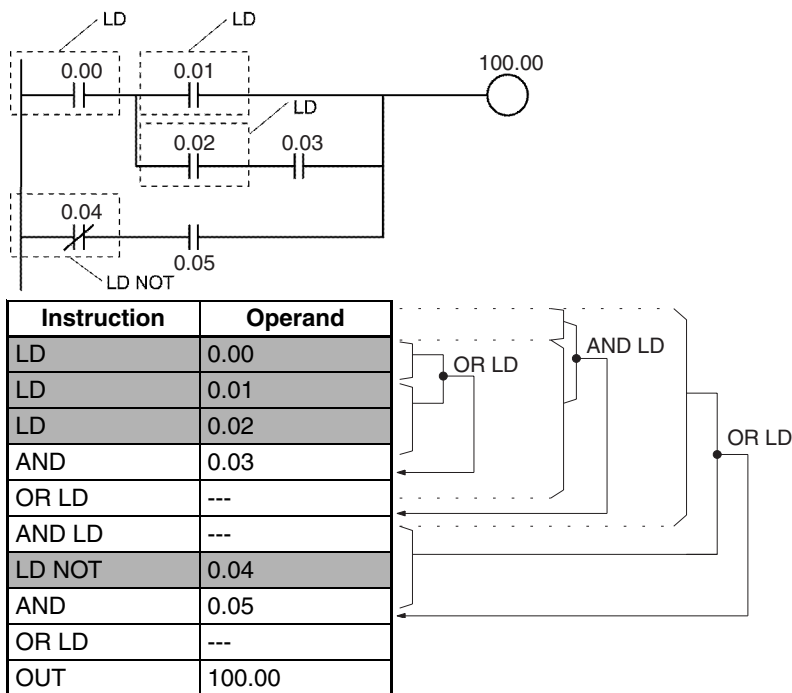 LD
LD
0.00
0.01
100.00
LD
0.02
0.03
0.04
0.05
LD NOT
Instruction Operand
LD 0.00
LD 0.01
LD 0.02
AND 0.03
OR LD ---
AND LD ---
LD NOT 0.04
AND 0.05
OR LD ---
OUT 100.00
OR LD
AND LD
OR LD